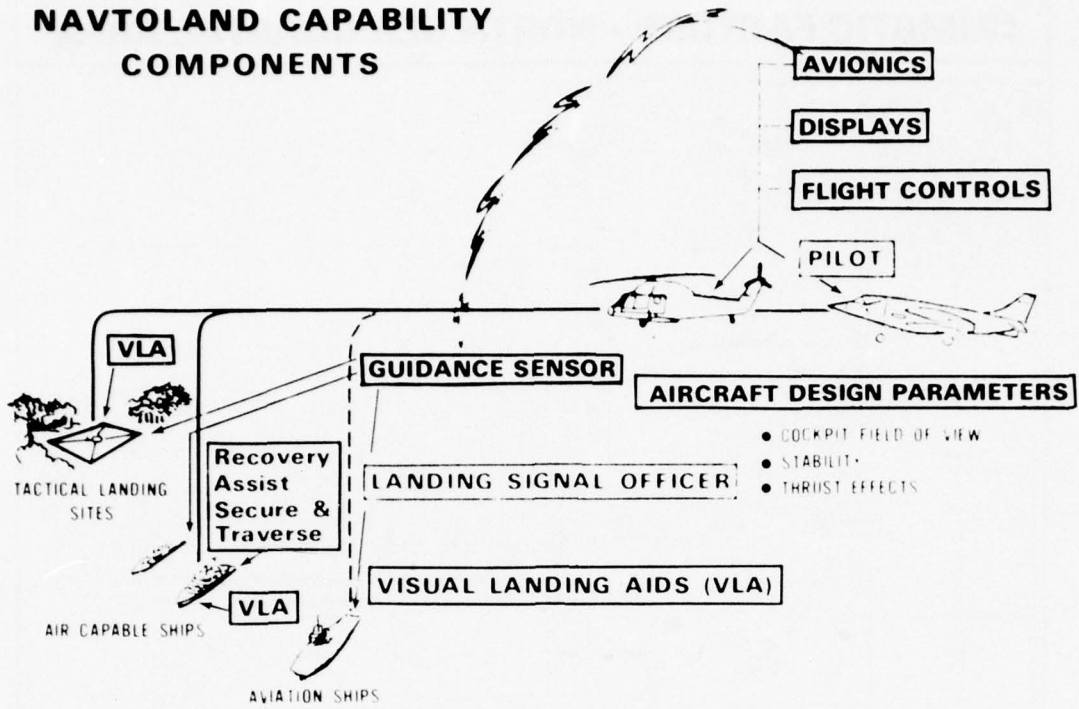 NAVTOLAND CAPABILITY
COMPONENTS
AVIONICS
DISPLAYS
FLIGHT CONTROLS
PILOT
VLA
GUIDANCE SENSOR
AIRCRAFT DESIGN PARAMETERS
• COCKPIT FIELD OF VIEW
• STABILITY
• THRUST EFFECTS
TACTICAL LANDING
SITES
Recovery
Assist
Secure &
Traverse
LANDING SIGNAL OFFICER
VISUAL LANDING AIDS (VLA)
VLA
AIR CAPABLE SHIPS
AVIATION SHIPS